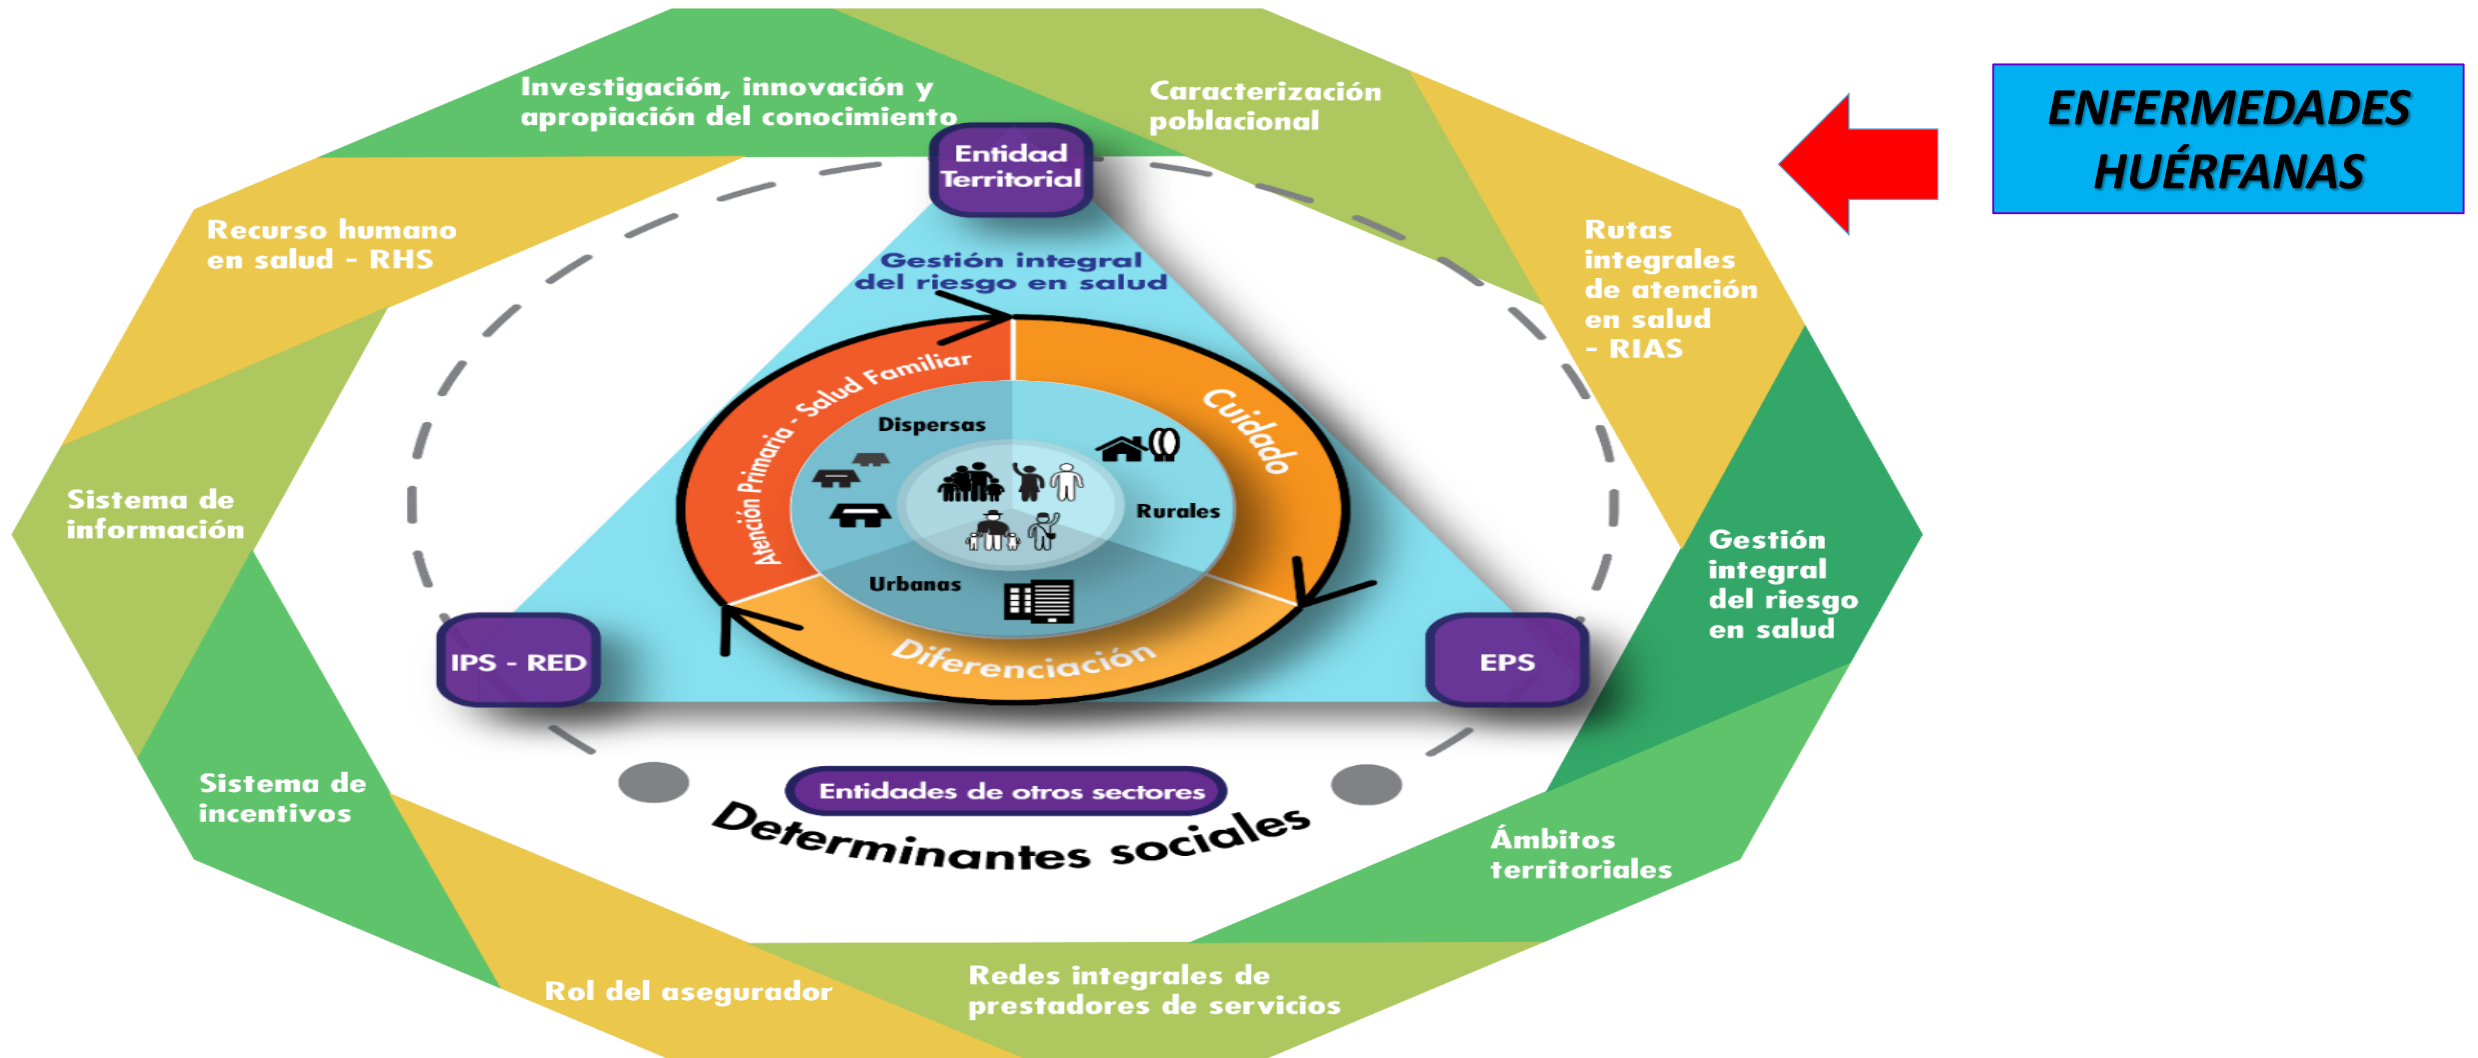 Investigación, innovación y
apropiación del conocimiento
Caracterización
poblacional
ENFERMEDADES
HUÉRFANAS
Rutas
integrales
de atención
en salud
- RIAS
Gestión
integral
del riesgo
en salud
Ámbitos
territoriales
Redes integrales de
prestadores de servicios
Rol del asegurador
Sistema de
incentivos
Sistema de
información
Recurso humano
en salud - RHS
Entidad
Territorial
Gestión integral
del riesgo en salud
Atención Primaria - Salud Familiar
Cuidado
Diferenciación
Dispersas
Rurales
Urbanas
IPS - RED
EPS
Entidades de otros sectores
Determinantes sociales